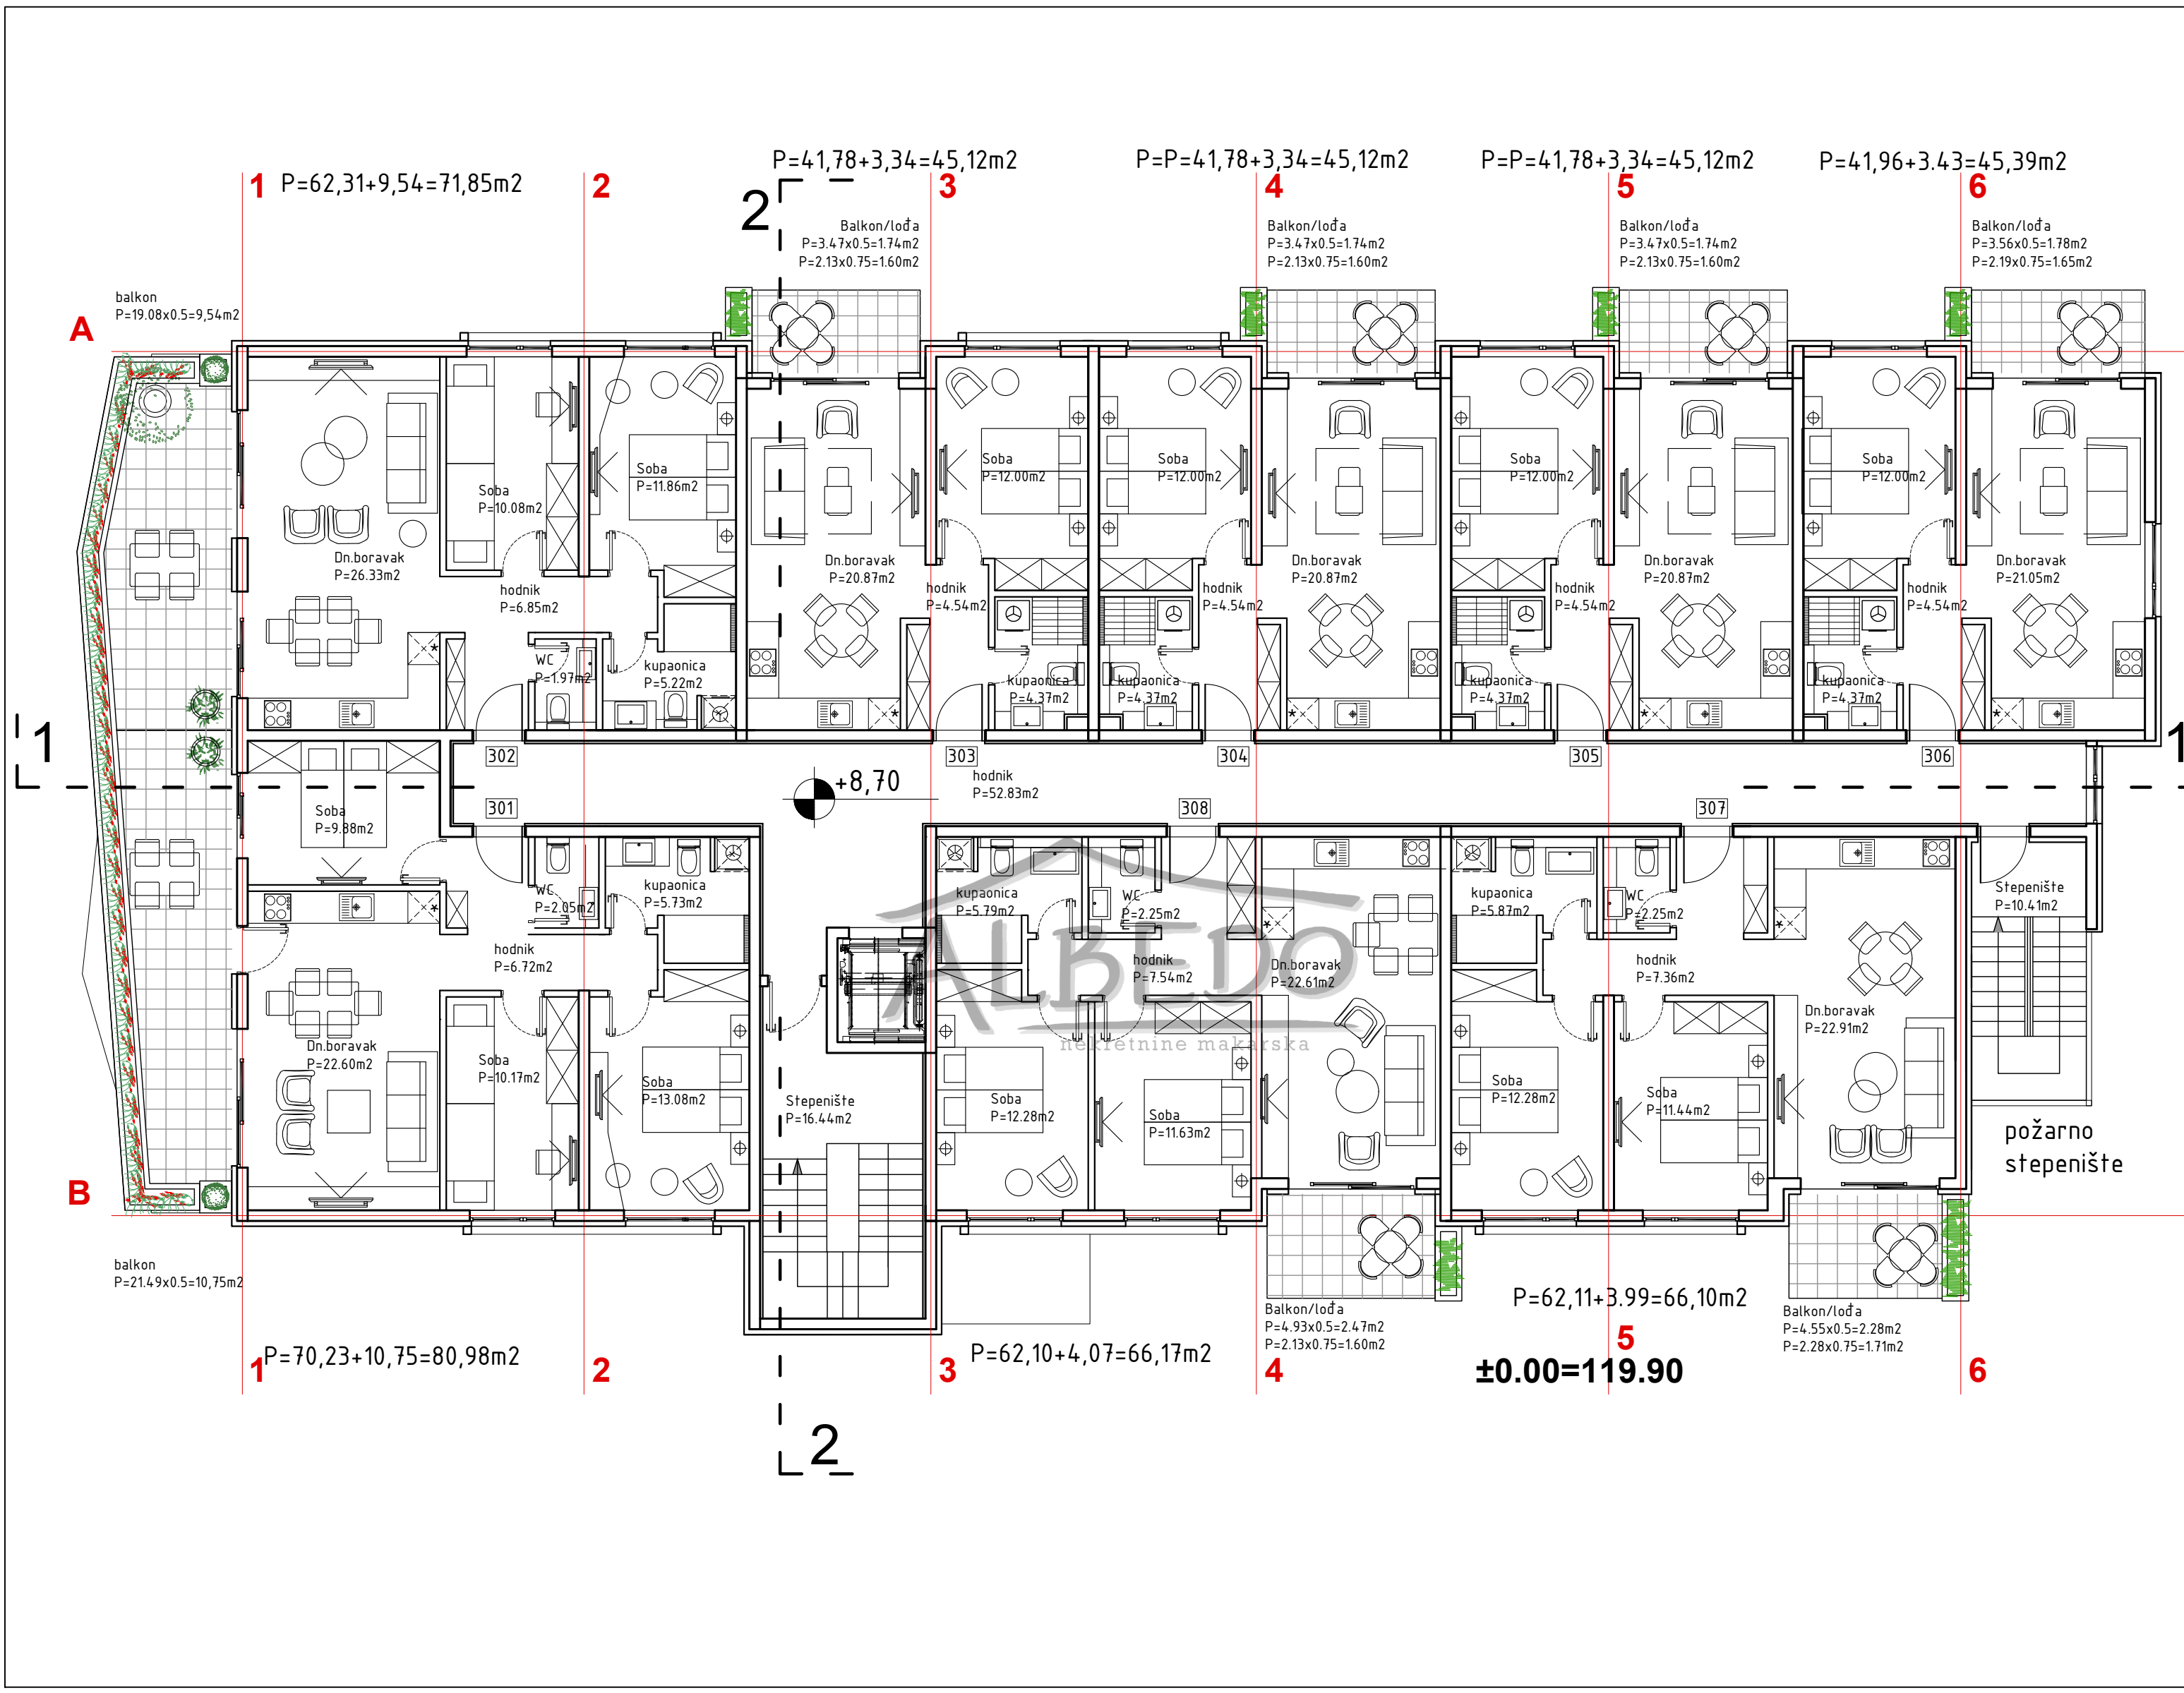 P=62,31+9,54=71,85m2
P=41,78+3,34=45,12m2
P=P=41,78+3,34=45,12m2
P=P=41,78+3,34=45,12m2
P=41,96+3.43=45,39m2
1
2
3
4
5
6
2
Balkon/lođa
P=3.47x0.5=1.74m2
P=2.13x0.75=1.60m2
Balkon/lođa
P=3.47x0.5=1.74m2
P=2.13x0.75=1.60m2
Balkon/lođa
P=3.47x0.5=1.74m2
P=2.13x0.75=1.60m2
Balkon/lođa
P=3.56x0.5=1.78m2
P=2.19x0.75=1.65m2
balkon
P=19.08x0.5=9,54m2
A
Dn.boravak
P=26.33m2
Soba
P=10.08m2
Soba
P=11.86m2
hodnik
P=6.85m2
WC
P=1.97m2
kupaonica
P=5.22m2
Dn.boravak
P=20.87m2
Soba
P=12.00m2
hodnik
P=4.54m2
kupaonica
P=4.37m2
Soba
P=12.00m2
hodnik
P=4.54m2
kupaonica
P=4.37m2
Dn.boravak
P=20.87m2
Soba
P=12.00m2
hodnik
P=4.54m2
kupaonica
P=4.37m2
Dn.boravak
P=20.87m2
Soba
P=12.00m2
hodnik
P=4.54m2
kupaonica
P=4.37m2
Dn.boravak
P=21.05m2
1
1
302
303
304
305
306
+8,70
hodnik
P=52.83m2
301
308
307
Soba
P=9.88m2
WC
P=2.05m2
kupaonica
P=5.73m2
hodnik
P=6.72m2
Dn.boravak
P=22.60m2
Soba
P=10.17m2
Soba
P=13.08m2
Stepenište
P=16.44m2
kupaonica
P=5.79m2
WC
P=2.25m2
hodnik
P=7.54m2
Dn.boravak
P=22.61m2
Soba
P=12.28m2
Soba
P=11.63m2
kupaonica
P=5.87m2
WC
P=2.25m2
hodnik
P=7.36m2
Soba
P=12.28m2
Soba
P=11.44m2
Dn.boravak
P=22.91m2
Stepenište
P=10.41m2
požarno
stepenište
ALBEDO
nekretnine makarska
B
balkon
P=21.49x0.5=10,75m2
Balkon/lođa
P=4.93x0.5=2.47m2
P=2.13x0.75=1.60m2
P=62,11+3.99=66,10m2
Balkon/lođa
P=4.55x0.5=2.28m2
P=2.28x0.75=1.71m2
P=70,23+10,75=80,98m2
P=62,10+4,07=66,17m2
1
2
3
4
5
6
±0.00=119.90
2